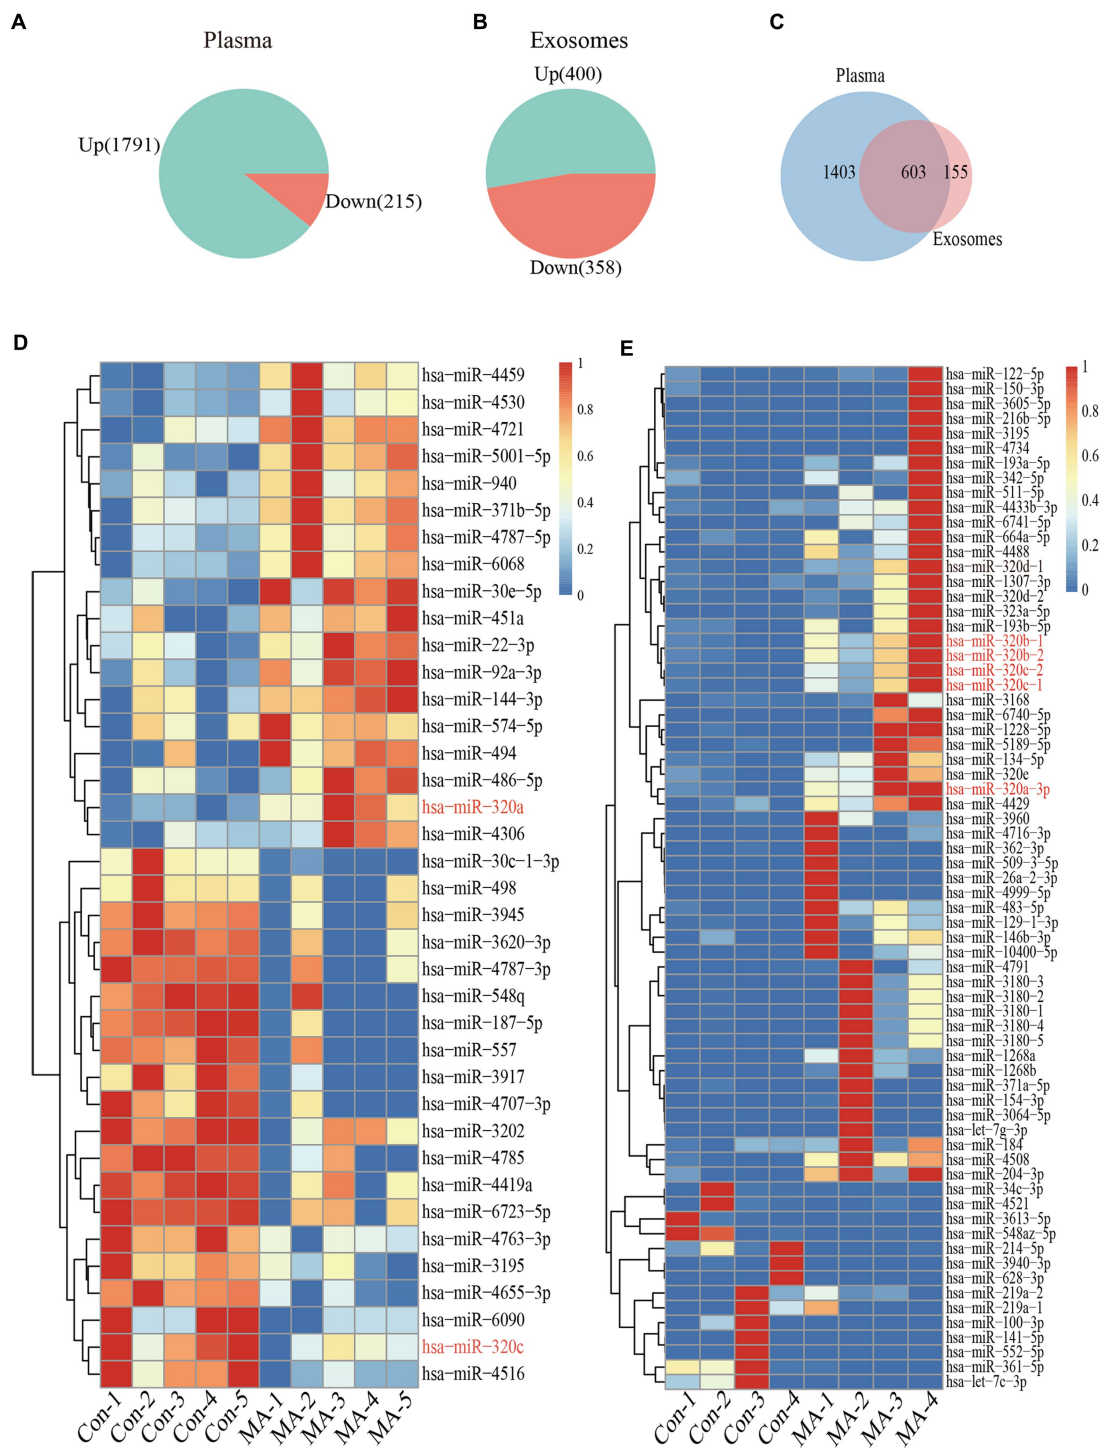 A
B
C
Plasma
Exosomes
Up(1791)
Down(215)
Up(400)
Down(358)
Plasma
1403
603
155
Exosomes
D
hsa-miR-4459
hsa-miR-4530
hsa-miR-4721
hsa-miR-5001-5p
hsa-miR-940
hsa-miR-371b-5p
hsa-miR-4787-5p
hsa-miR-6068
hsa-miR-30e-5p
hsa-miR-451a
hsa-miR-22-3p
hsa-miR-92a-3p
hsa-miR-144-3p
hsa-miR-574-5p
hsa-miR-494
hsa-miR-486-5p
hsa-miR-320a
hsa-miR-4306
hsa-miR-30c-1-3p
hsa-miR-498
hsa-miR-3945
hsa-miR-3620-3p
hsa-miR-4787-3p
hsa-miR-548q
hsa-miR-187-5p
hsa-miR-557
hsa-miR-3917
hsa-miR-4707-3p
hsa-miR-3202
hsa-miR-4785
hsa-miR-4419a
hsa-miR-6723-5p
hsa-miR-4763-3p
hsa-miR-3195
hsa-miR-4655-3p
hsa-miR-6090
hsa-miR-320c
hsa-miR-4516
Con-1
Con-2
Con-3
Con-4
Con-5
MA-1
MA-2
MA-3
MA-4
MA-5
1
0.8
0.6
0.4
0.2
0
E
hsa-miR-122-5p
hsa-miR-150-3p
hsa-miR-3605-5p
hsa-miR-216b-5p
hsa-miR-3195
hsa-miR-4734
hsa-miR-193a-5p
hsa-miR-342-5p
hsa-miR-511-5p
hsa-miR-4433b-3p
hsa-miR-6741-5p
hsa-miR-664a-5p
hsa-miR-4488
hsa-miR-320d-1
hsa-miR-1307-3p
hsa-miR-320d-2
hsa-miR-323a-5p
hsa-miR-193b-5p
hsa-miR-320b-1
hsa-miR-320b-2
hsa-miR-320c-2
hsa-miR-320c-1
hsa-miR-3168
hsa-miR-6740-5p
hsa-miR-1228-5p
hsa-miR-5189-5p
hsa-miR-134-5p
hsa-miR-320e
hsa-miR-320a-3p
hsa-miR-4429
hsa-miR-3960
hsa-miR-4716-3p
hsa-miR-362-3p
hsa-miR-509-3-5p
hsa-miR-26a-2-3p
hsa-miR-4999-5p
hsa-miR-483-5p
hsa-miR-129-1-3p
hsa-miR-146b-3p
hsa-miR-10400-5p
hsa-miR-4791
hsa-miR-3180-3
hsa-miR-3180-2
hsa-miR-3180-1
hsa-miR-3180-4
hsa-miR-3180-5
hsa-miR-1268a
hsa-miR-1268b
hsa-miR-371a-5p
hsa-miR-154-3p
hsa-miR-3064-5p
hsa-let-7g-3p
hsa-miR-184
hsa-miR-4508
hsa-miR-204-3p
hsa-miR-34c-3p
hsa-miR-4521
hsa-miR-3613-5p
hsa-miR-548az-5p
hsa-miR-214-5p
hsa-miR-3940-3p
hsa-miR-628-3p
hsa-miR-219a-2
hsa-miR-219a-1
hsa-miR-100-3p
hsa-miR-141-5p
hsa-miR-552-5p
hsa-miR-361-5p
hsa-let-7c-3p
Con-1
Con-2
Con-3
Con-4
MA-1
MA-2
MA-3
MA-4
1
0.8
0.6
0.4
0.2
0